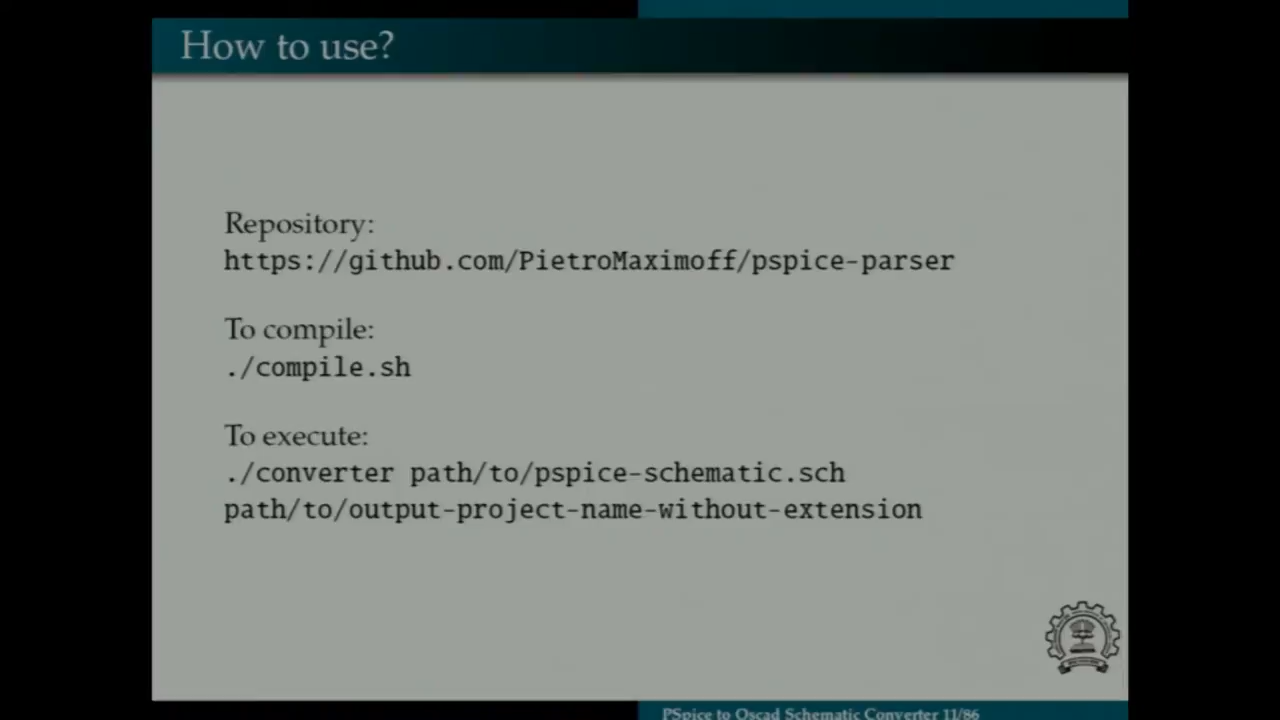 How to use?
Repository:
https://github.com/PietroMaximoff/pspice-parser
To compile:
./compile.sh
To execute:
./converter path/to/pspice-schematic.sch
path/to/output-project-name-without-extension
PSpice to Oscad Schematic Converter 11/86